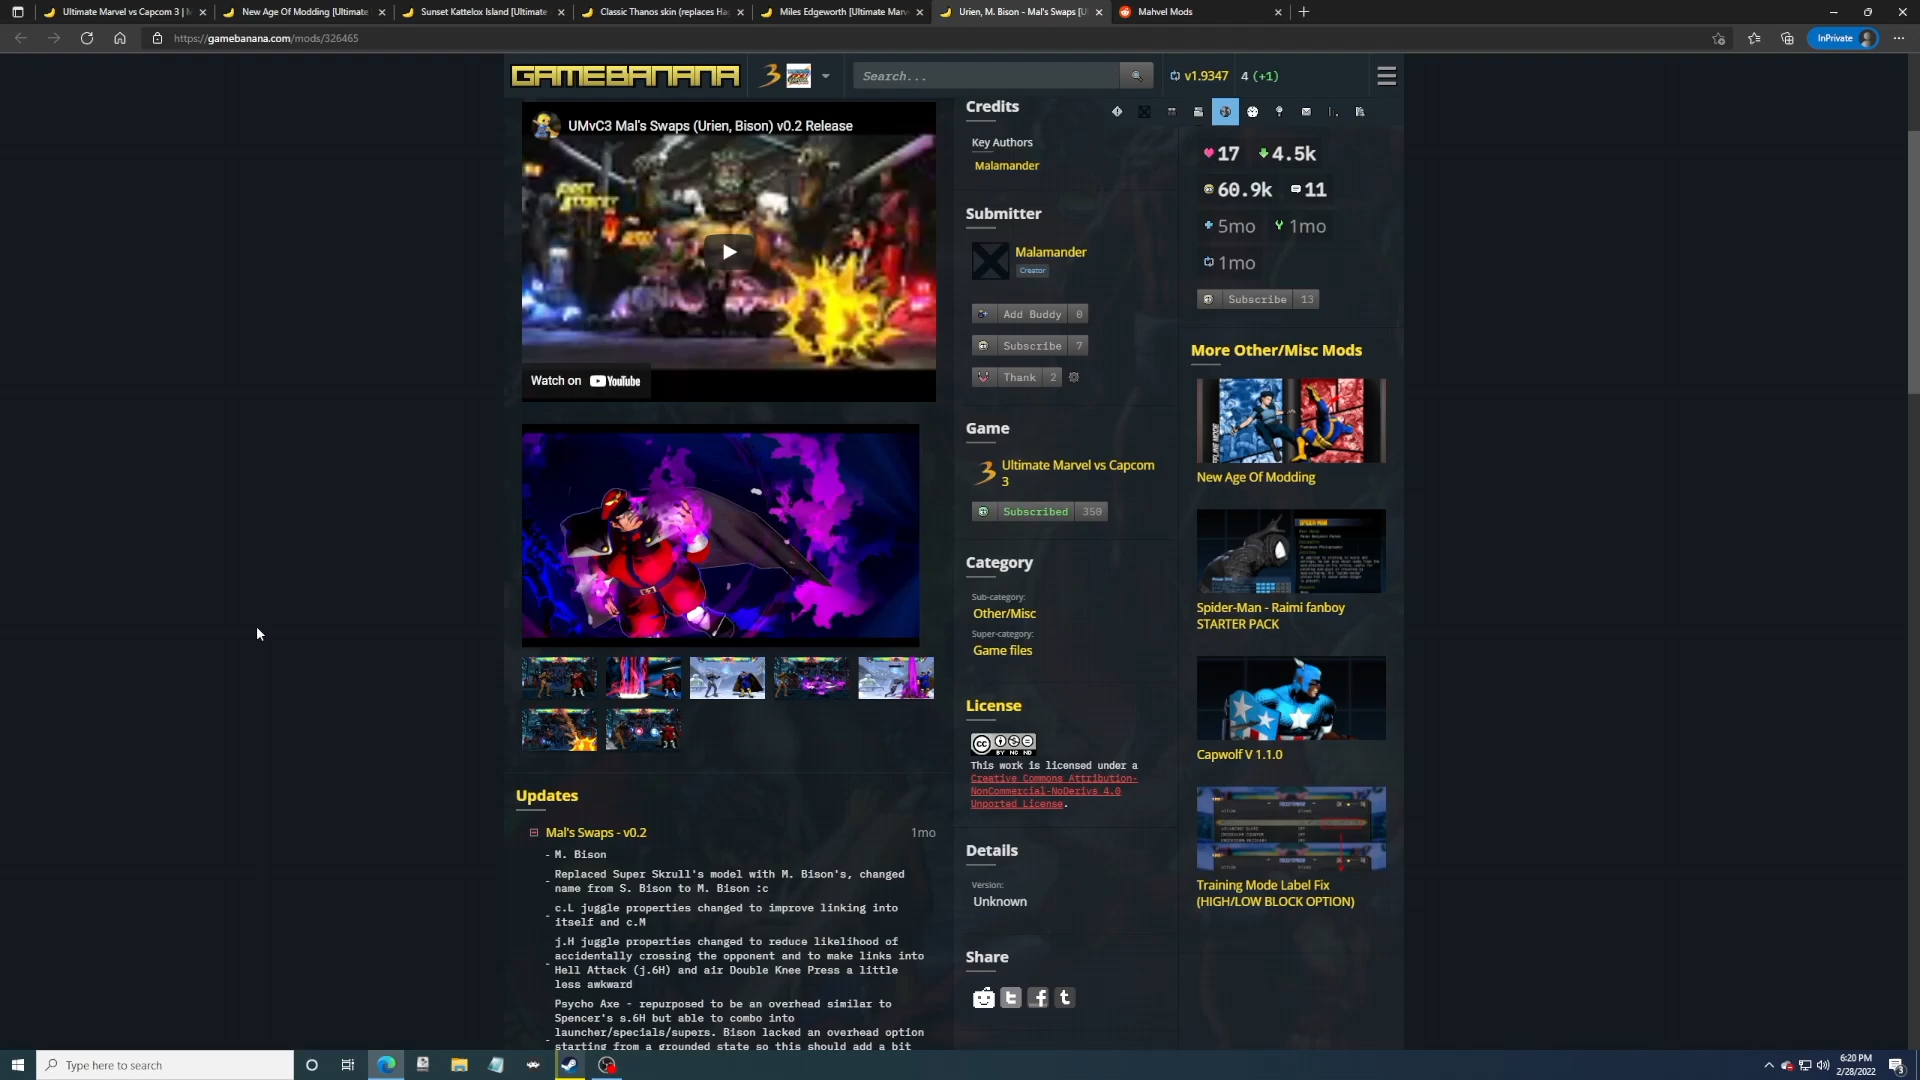 Ultimate Marvel vs Capcom 3 |
New Age Of Modding [Ultimate
Sunset Kattelox Island [Ultimate
Classic Thanos skin (replaces Ha
Miles Edgeworth [Ultimate Marv
Urien, M. Bison - Mal's Swaps [U
Mahvel Mods
https://gamebanana.com/mods/326465
InPrivate
GAMEBANANA
Search...
v1.9347
4 (+1)
UMvC3 Mal's Swaps (Urien, Bison) v0.2 Release
Watch on YouTube
Updates
Mal's Swaps - v0.2
1mo
- M. Bison
- Replaced Super Skrull's model with M. Bison's, changed
name from S. Bison to M. Bison :c
- c.L juggle properties changed to improve linking into
itself and c.M
- j.H juggle properties changed to reduce likelihood of
accidentally crossing the opponent and to make links into
Hell Attack (j.6H) and air Double Knee Press a little
less awkward
- Psycho Axe - repurposed to be an overhead similar to
Spencer's s.6H but able to combo into
launcher/specials/supers. Bison lacked an overhead option
starting from a grounded state so this should add a bit
Credits
Key Authors
Malamander
Submitter
Malamander
Creator
Add Buddy 0
Subscribe 7
Thank 2
Game
Ultimate Marvel vs Capcom
3
Subscribed 350
Category
Sub-category:
Other/Misc
Super-category:
Game files
License
BY NC ND
This work is licensed under a
Creative Commons Attribution-
NonCommercial-NoDerivs 4.0
Unported License.
Details
Version:
Unknown
Share
17 4.5k
60.9k 11
5mo 1mo
1mo
Subscribe 13
More Other/Misc Mods
New Age Of Modding
Spider-Man - Raimi fanboy
STARTER PACK
Capwolf V 1.1.0
Training Mode Label Fix
(HIGH/LOW BLOCK OPTION)
Type here to search
6:20 PM
2/28/2022
3